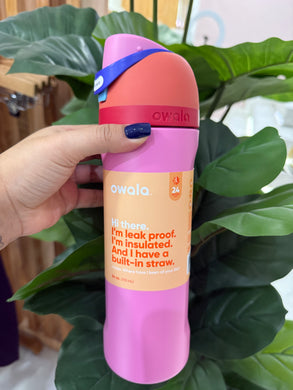 owala
owala
24
Hi there.
I'm leak proof.
I'm insulated.
And I have a
built-in straw.